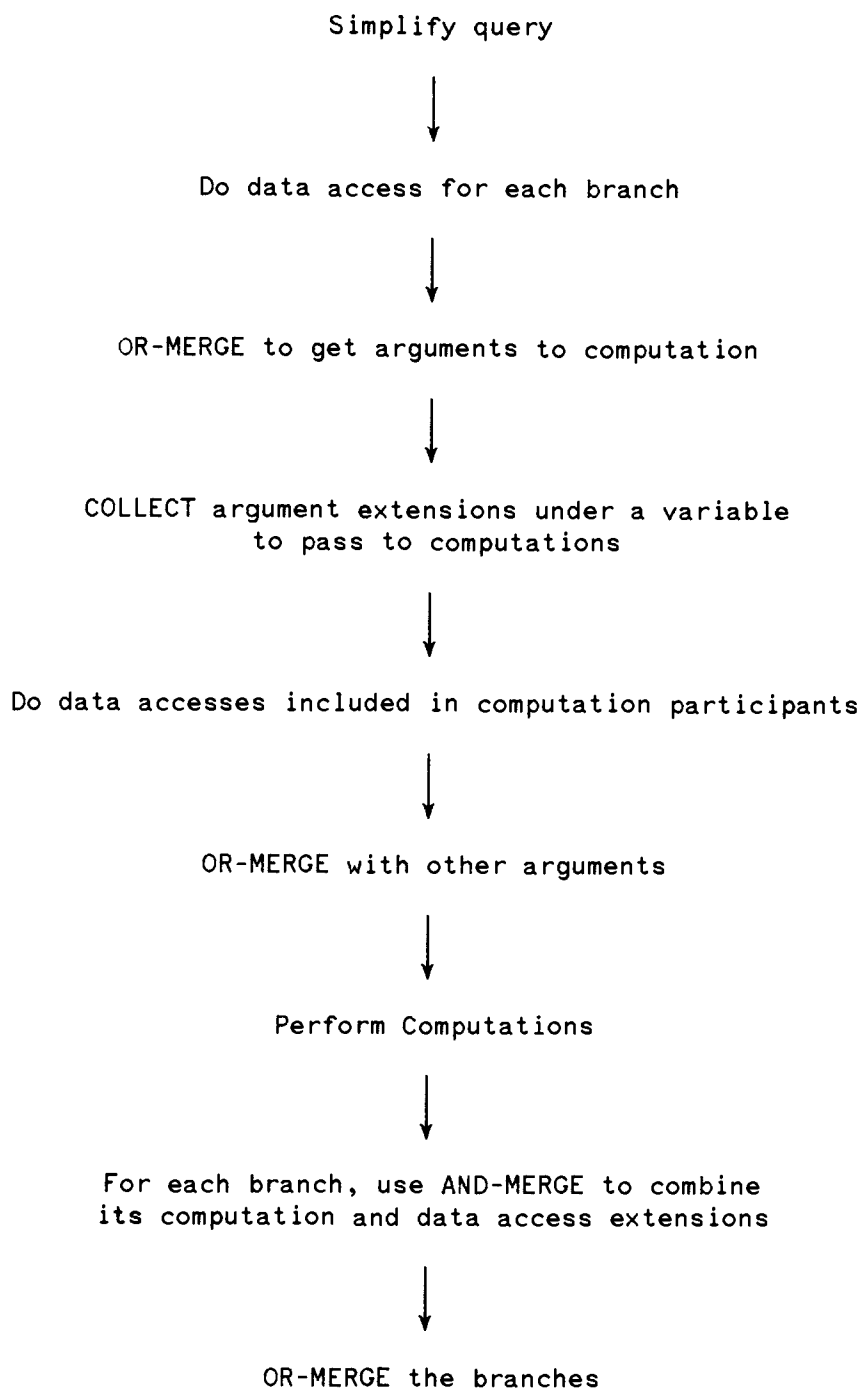 Simplify query
Do data access for each branch
OR-MERGE to get arguments to computation
COLLECT argument extensions under a variable
to pass to computations
Do data accesses included in computation participants
OR-MERGE with other arguments
Perform Computations
For each branch, use AND-MERGE to combine
its computation and data access extensions
OR-MERGE the branches